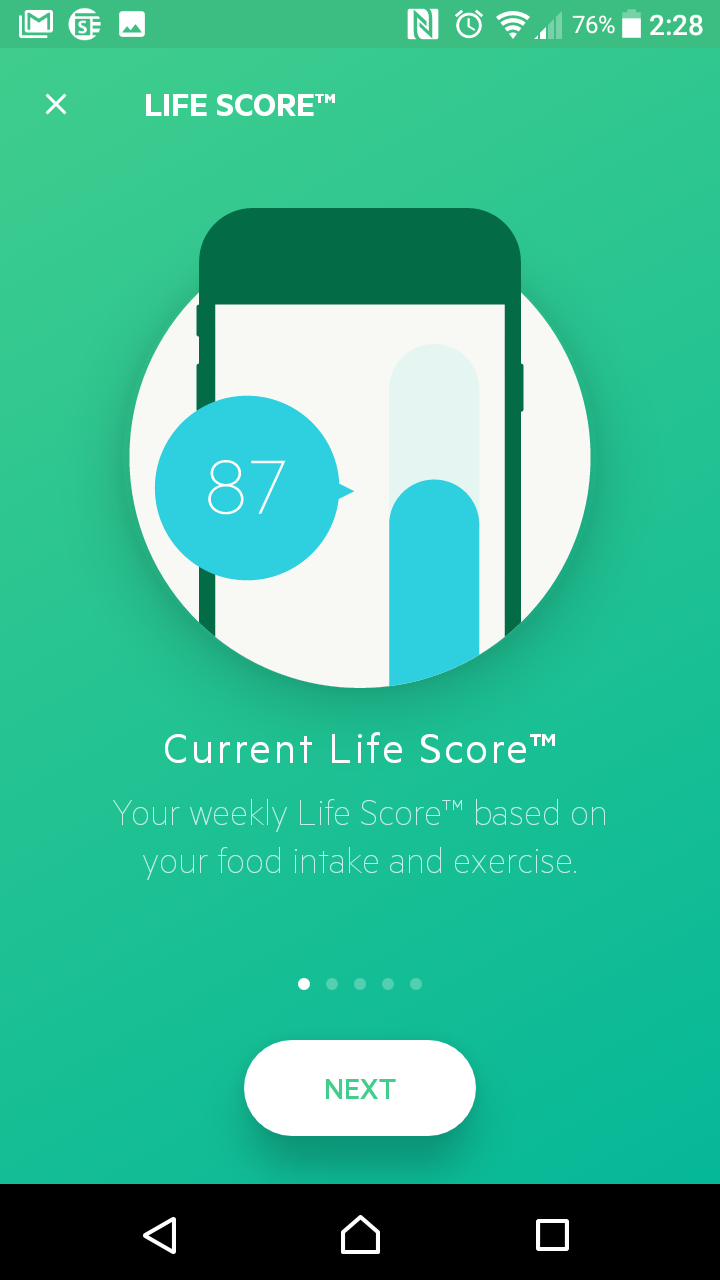 76% 2:28
LIFE SCORE™
87
Current Life Score™
Your weekly Life Score™ based on
your food intake and exercise.
NEXT